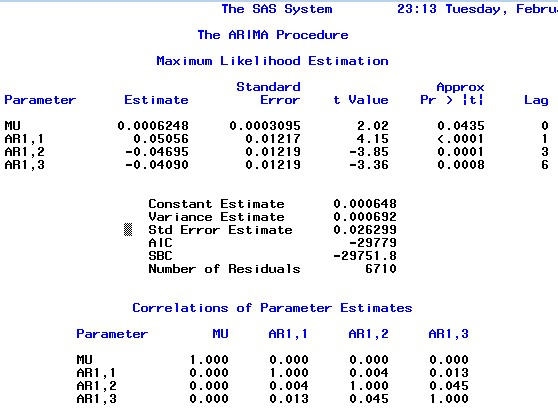 The SAS System 23:13 Tuesday, Febru
The ARIMA Procedure
Maximum Likelihood Estimation
Standard Approx
Parameter Estimate Error t Value Pr > |t| Lag
MU 0.0006248 0.0003095 2.02 0.0435 0
AR1,1 0.05056 0.01217 4.15 <.0001 1
AR1,2 -0.04695 0.01219 -3.85 0.0001 3
AR1,3 -0.04090 0.01219 -3.36 0.0008 6
Constant Estimate 0.000648
Variance Estimate 0.000692
Std Error Estimate 0.026299
AIC -29779
SBC -29751.8
Number of Residuals 6710
Correlations of Parameter Estimates
Parameter MU AR1,1 AR1,2 AR1,3
MU 1.000 0.000 0.000 0.000
AR1,1 0.000 1.000 0.004 0.013
AR1,2 0.000 0.004 1.000 0.045
AR1,3 0.000 0.013 0.045 1.000